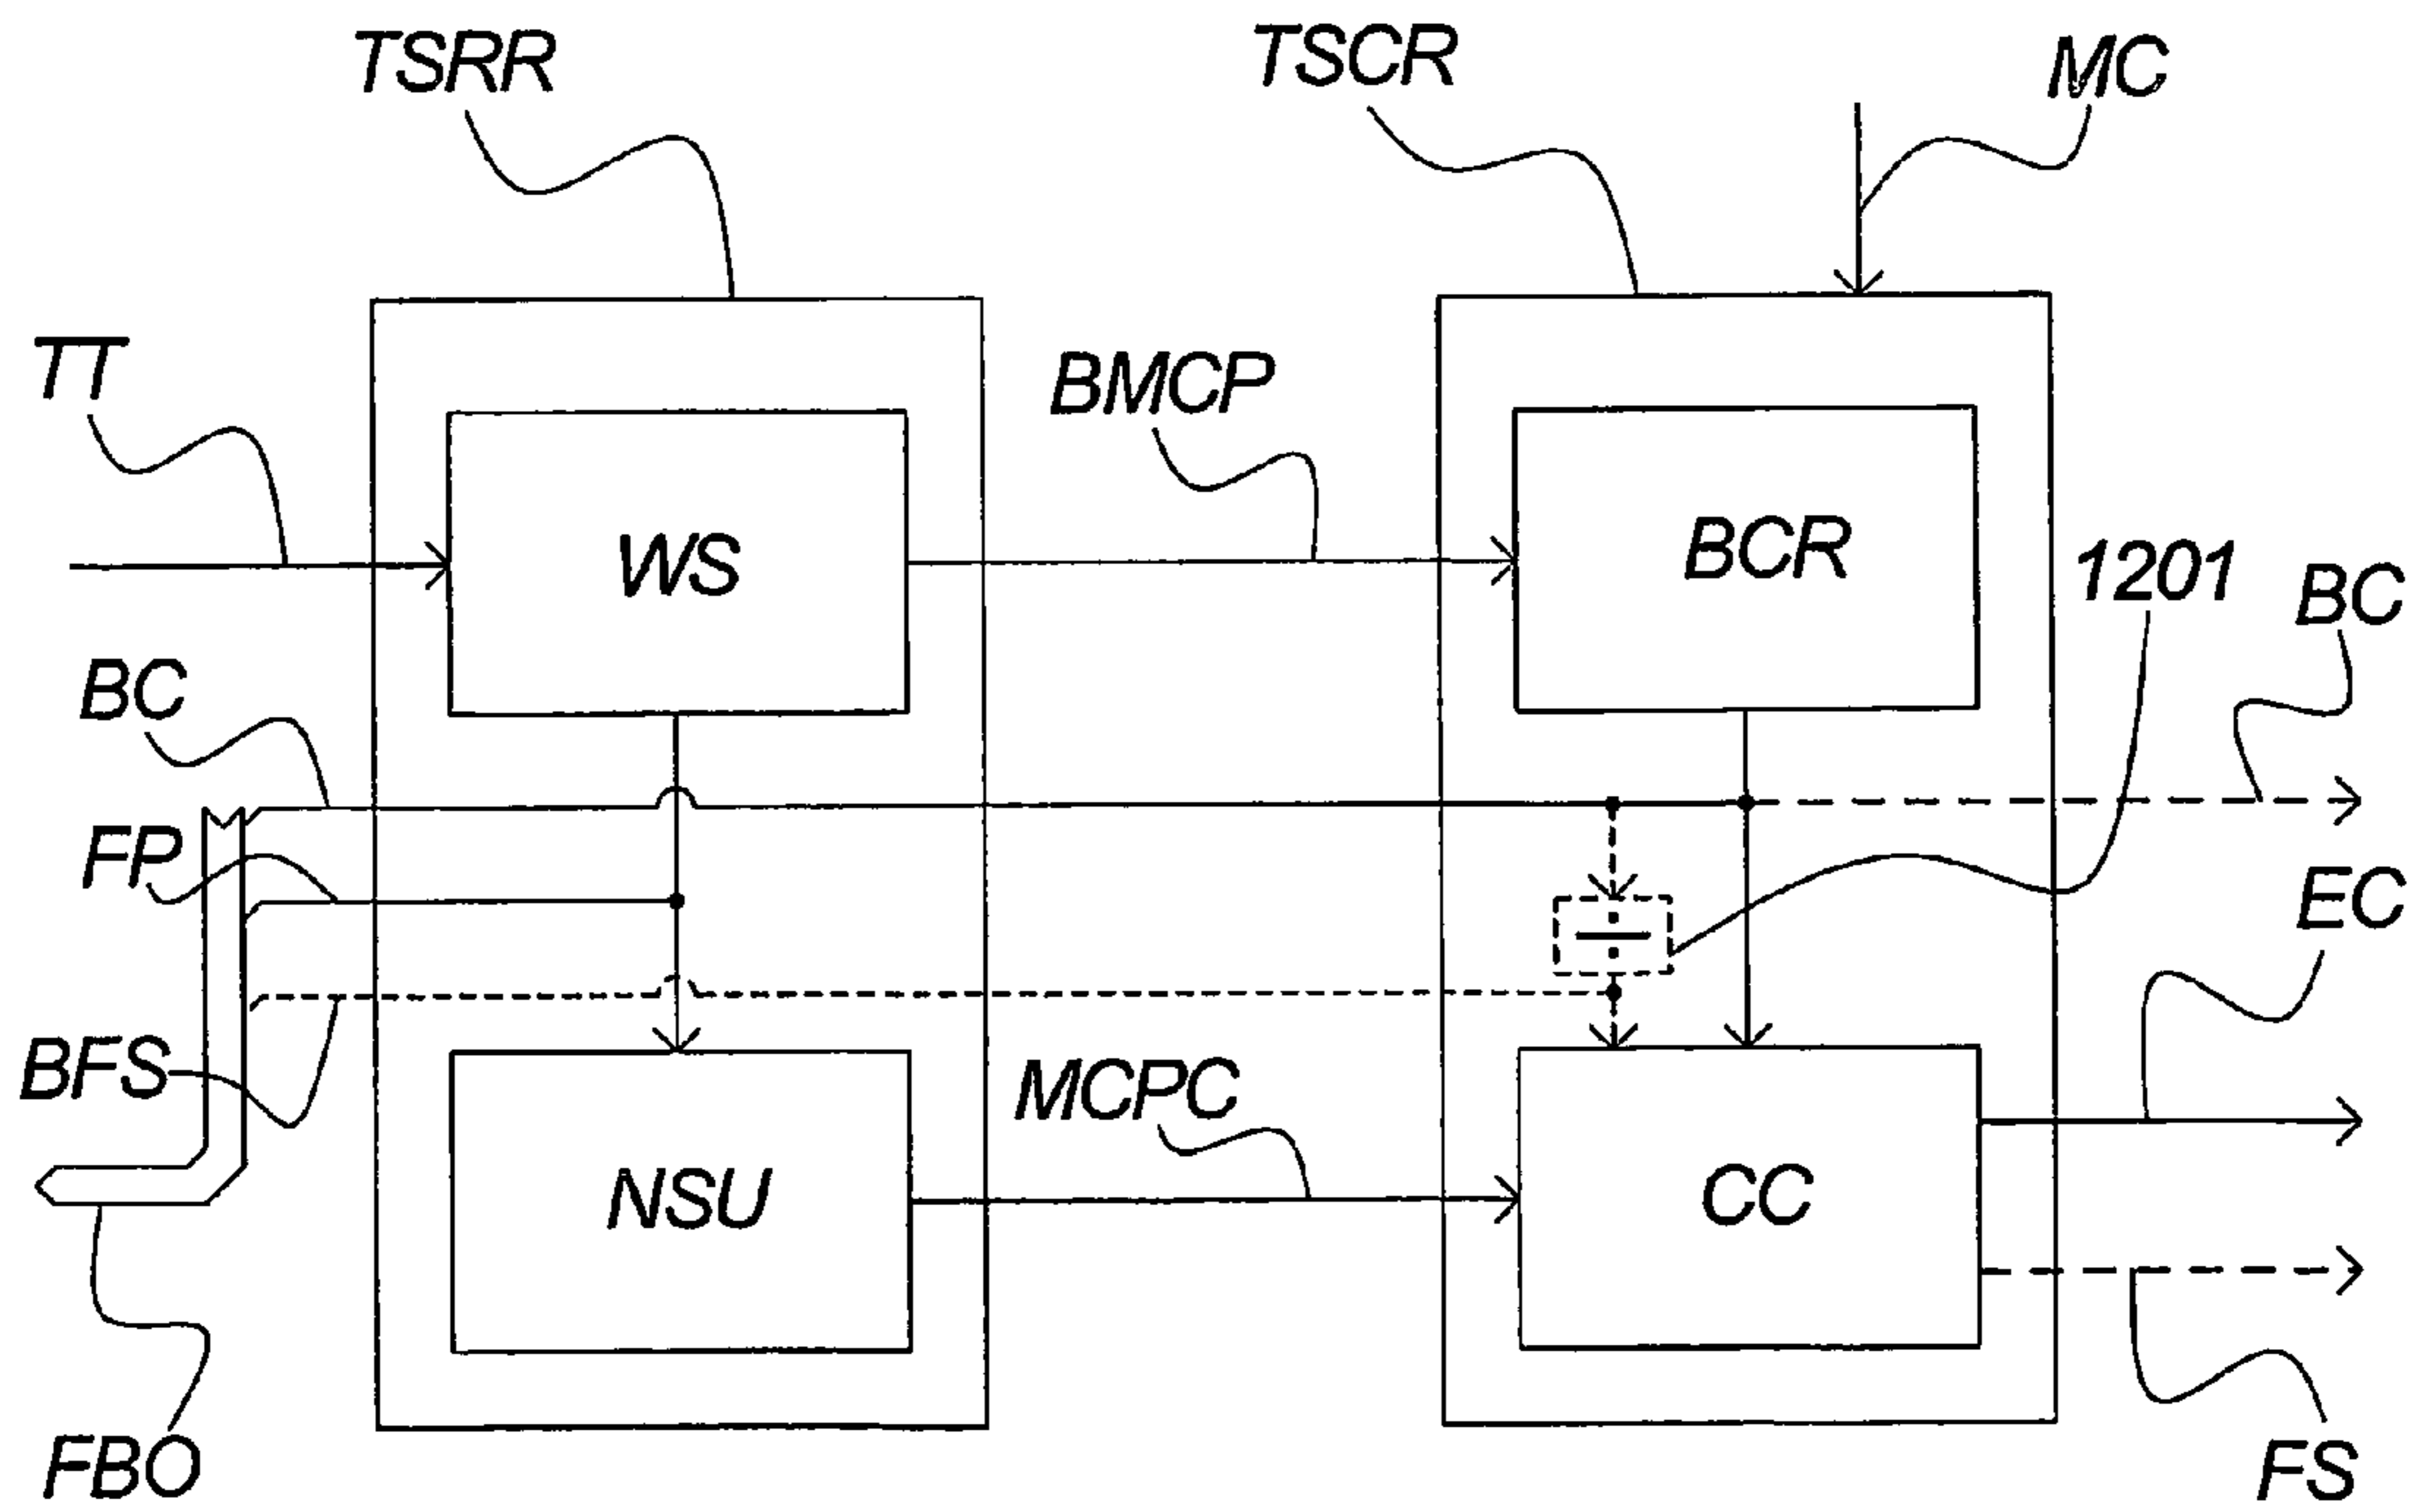 TSRR
TSCR
MC
TT
BMCP
WS
BCR
1201
BC
BC
FP
EC
BFS
MCPC
NSU
CC
FBO
FS